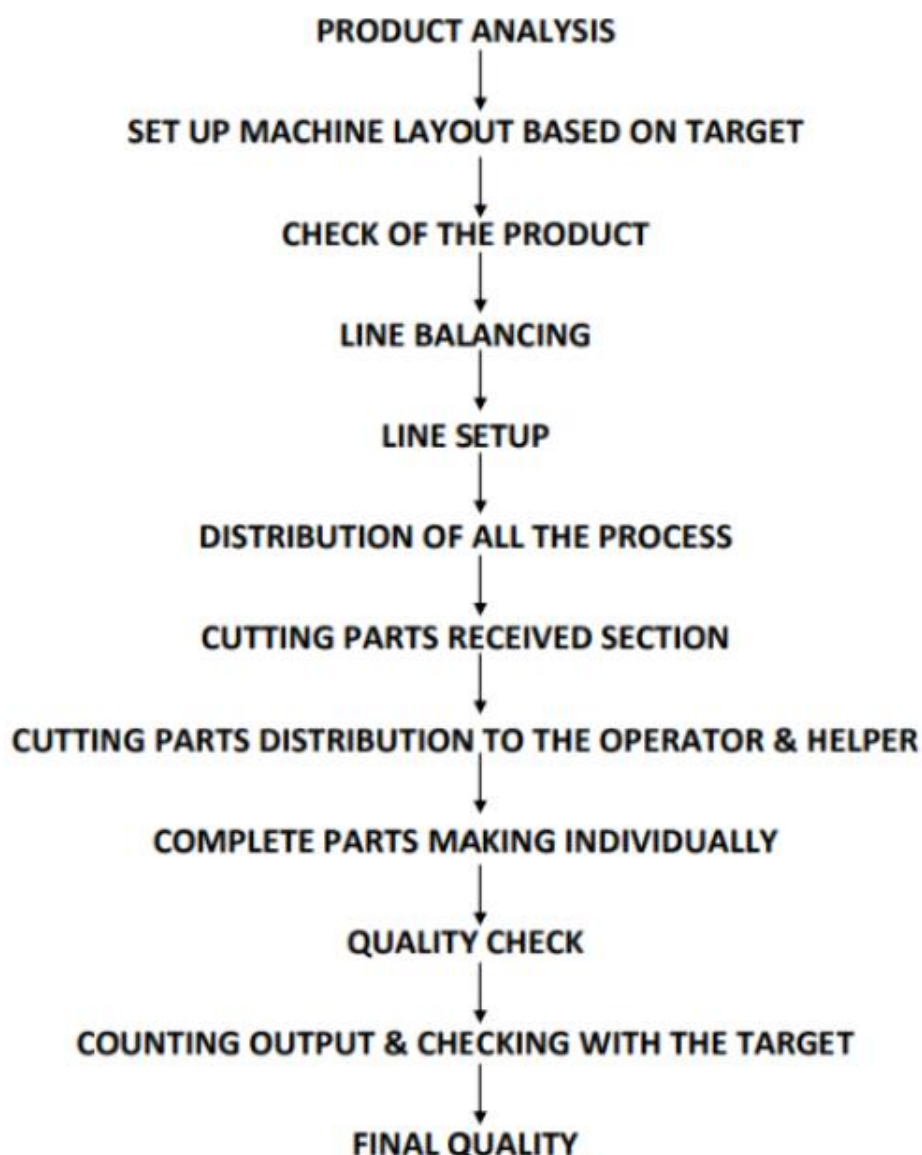 PRODUCT ANALYSIS
SET UP MACHINE LAYOUT BASED ON TARGET
CHECK OF THE PRODUCT
LINE BALANCING
LINE SETUP
DISTRIBUTION OF ALL THE PROCESS
CUTTING PARTS RECEIVED SECTION
CUTTING PARTS DISTRIBUTION TO THE OPERATOR & HELPER
COMPLETE PARTS MAKING INDIVIDUALLY
QUALITY CHECK
COUNTING OUTPUT & CHECKING WITH THE TARGET
FINAL QUALITY